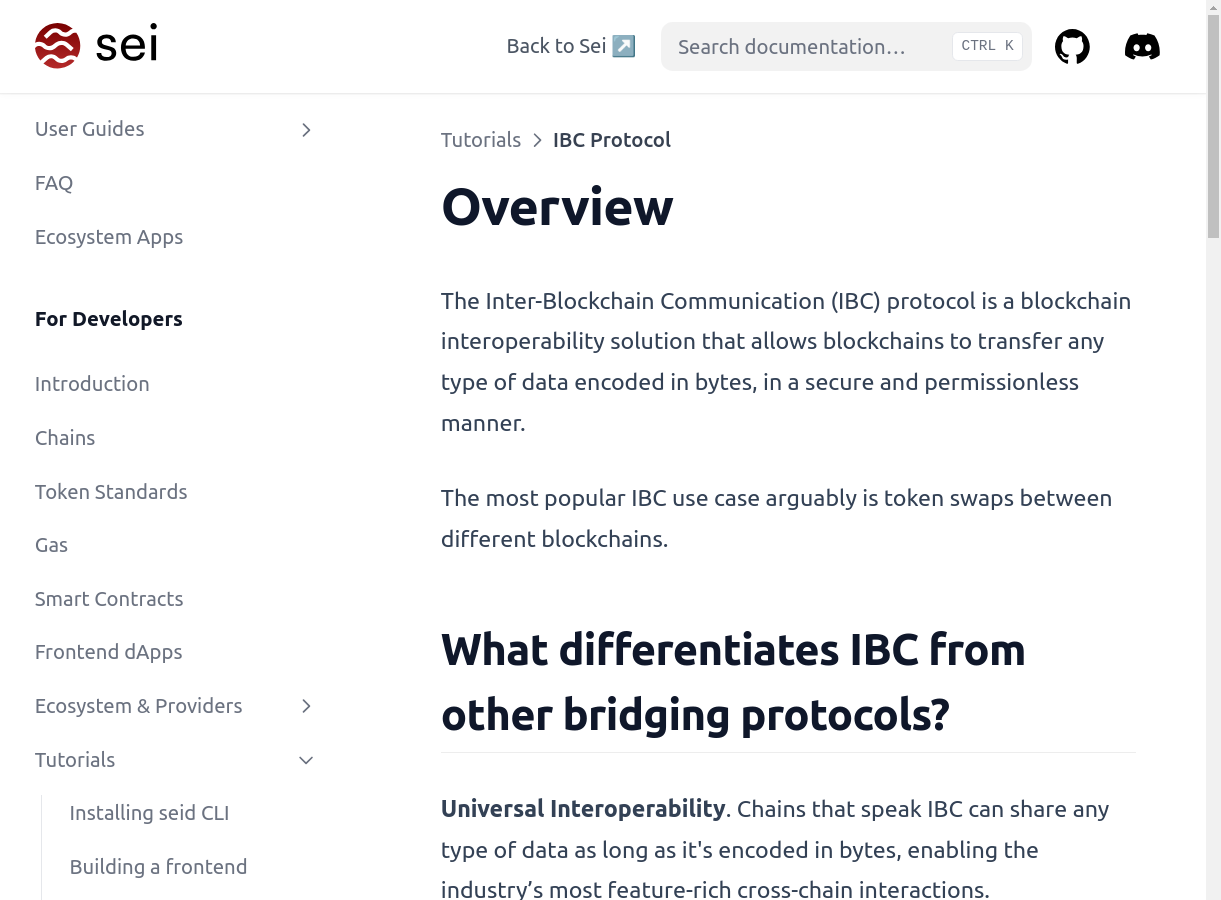 sei
Back to Sei ↗
Search documentation…
CTRL K
User Guides
FAQ
Ecosystem Apps
For Developers
Introduction
Chains
Token Standards
Gas
Smart Contracts
Frontend dApps
Ecosystem & Providers
Tutorials
Installing seid CLI
Building a frontend
Tutorials > IBC Protocol
Overview
The Inter-Blockchain Communication (IBC) protocol is a blockchain
interoperability solution that allows blockchains to transfer any
type of data encoded in bytes, in a secure and permissionless
manner.
The most popular IBC use case arguably is token swaps between
different blockchains.
What differentiates IBC from
other bridging protocols?
Universal Interoperability. Chains that speak IBC can share any
type of data as long as it's encoded in bytes, enabling the
industry’s most feature-rich cross-chain interactions.